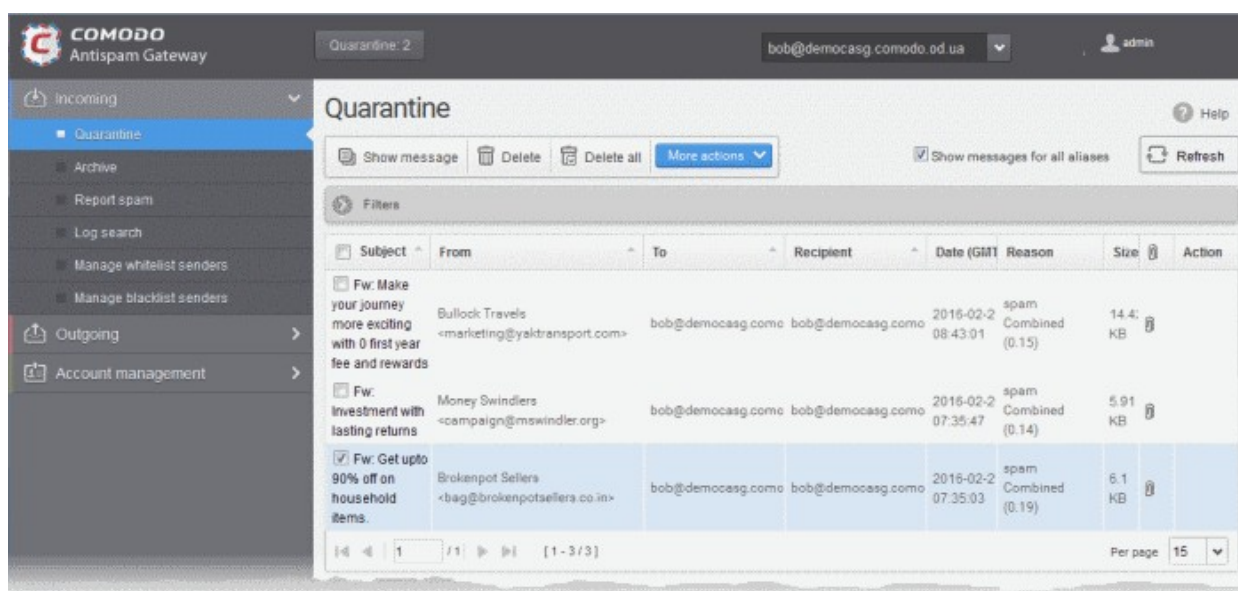 COMODO
Antispam Gateway
Quarantine: 2
bob@democasg.comodo.od.ua
admin
Incoming
Quarantine
Archive
Report spam
Log search
Manage whitelist senders
Manage blacklist senders
Outgoing
Account management
Quarantine
Help
Show message
Delete
Delete all
More actions
Show messages for all aliases
Refresh
Filters
Subject From To Recipient Date (GMT Reason Size Action
Fw: Make
your journey
more exciting
with 0 first year
fee and rewards
Bullock Travels
<marketing@yaktransport.com>
bob@democasg.como bob@democasg.como
2016-02-2
08:43:01
spam
Combined
(0.15)
14.4
KB
Fw:
Investment with
lasting returns
Money Swindlers
<campaign@mswindler.org>
bob@democasg.como bob@democasg.como
2016-02-2
07:35:47
spam
Combined
(0.14)
5.91
KB
Fw: Get upto
90% off on
household
items.
Brokenpot Sellers
<bag@brokenpotsellers.co.in>
bob@democasg.como bob@democasg.como
2016-02-2
07:35:03
spam
Combined
(0.19)
6.1
KB
1 / 1 [1 - 3 / 3]
Per page 15